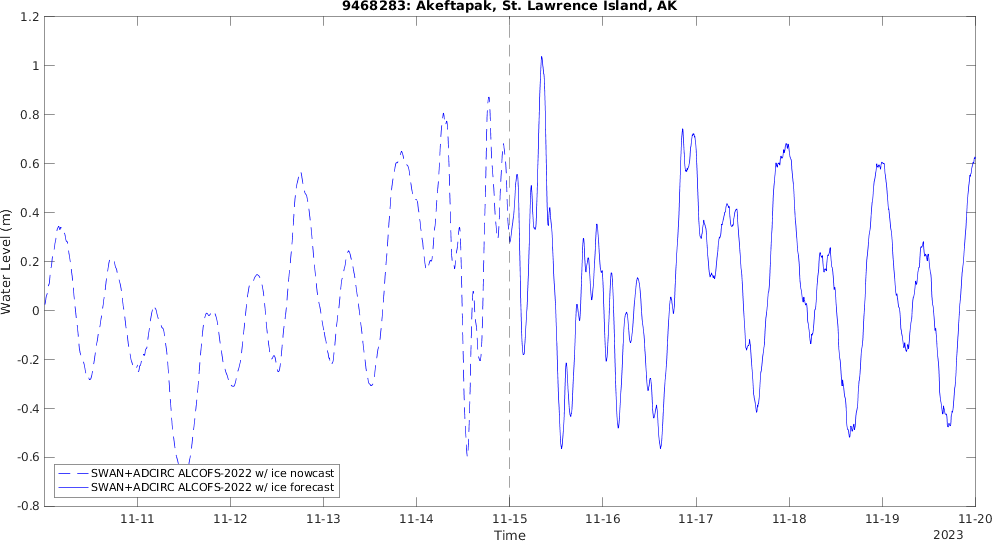 9468283: Akeftapak, St. Lawrence Island, AK
Water Level (m)
1.2
1
0.8
0.6
0.4
0.2
0
-0.2
-0.4
-0.6
-0.8
SWAN+ADCIRC ALCOFS-2022 w/ ice nowcast
SWAN+ADCIRC ALCOFS-2022 w/ ice forecast
11-11 11-12 11-13 11-14 11-15 11-16 11-17 11-18 11-19 11-20
Time
2023